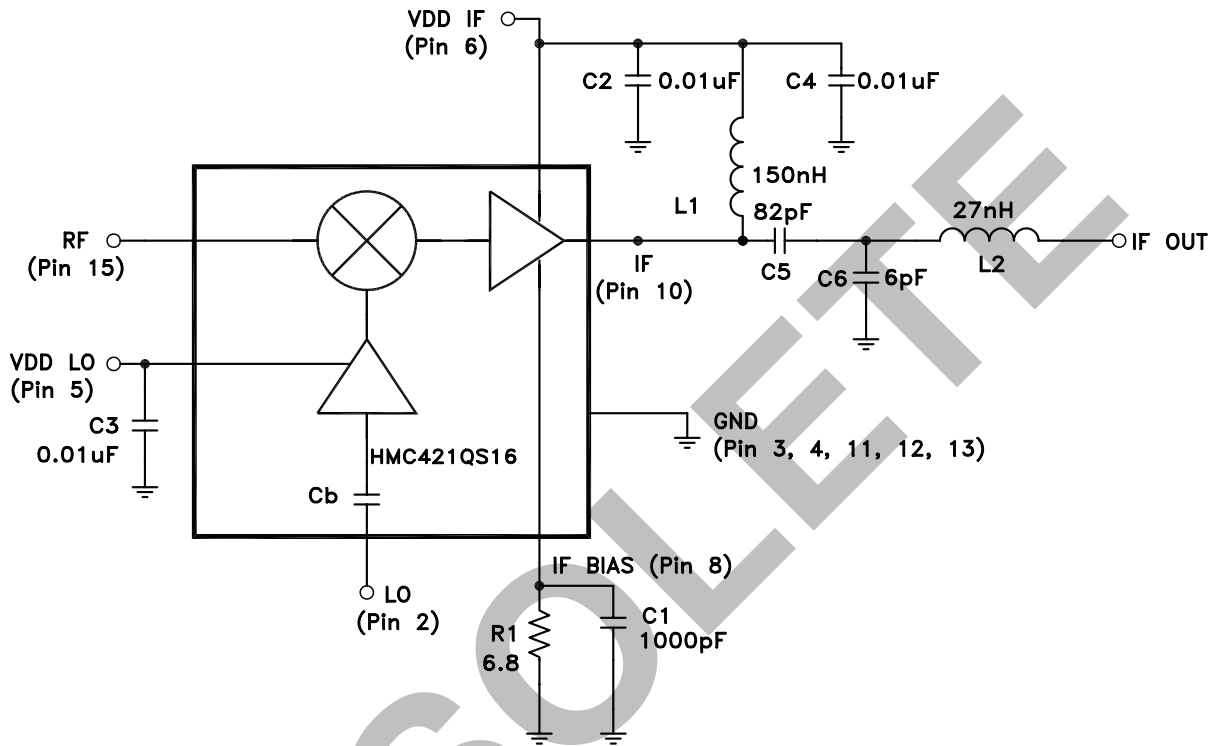 VDD IF
(Pin 6)
C2
0.01uF
C4
0.01uF
150nH
L1
82pF
27nH
RF
(Pin 15)
IF
(Pin 10)
C5
C6
6pF
L2
IF OUT
VDD LO
(Pin 5)
C3
0.01uF
HMC421QS16
Cb
GND
(Pin 3, 4, 11, 12, 13)
LO
(Pin 2)
IF BIAS (Pin 8)
R1
6.8
C1
1000pF
SOLETE